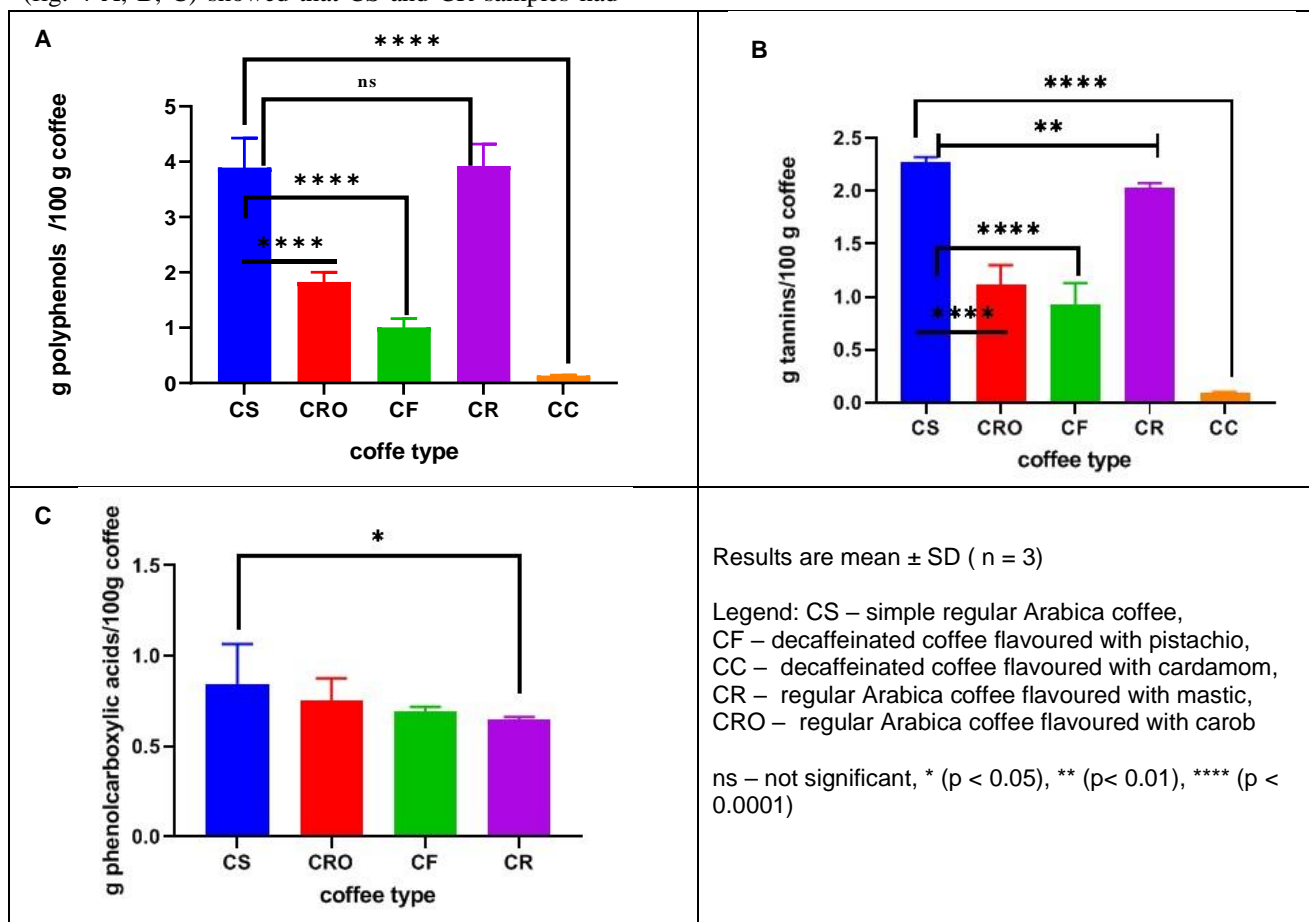 (fig. 4 A, B, C) showed that CS and CR samples had
A
****
ns
****
****
g polyphenols /100 g coffee
5
4
3
2
1
0
CS CRO CF CR CC
coffe type
B
****
**
****
****
g tannins/100 g coffee
2.5
2.0
1.5
1.0
0.5
0.0
CS CRO CF CR CC
coffee type
C
*
g phenolcarboxylic acids/100g coffee
1.5
1.0
0.5
0.0
CS CRO CF CR
coffee type
Results are mean ± SD ( n = 3)
Legend: CS – simple regular Arabica coffee,
CF – decaffeinated coffee flavoured with pistachio,
CC – decaffeinated coffee flavoured with cardamom,
CR – regular Arabica coffee flavoured with mastic,
CRO – regular Arabica coffee flavoured with carob
ns – not significant, * (p < 0.05), ** (p< 0.01), **** (p <
0.0001)